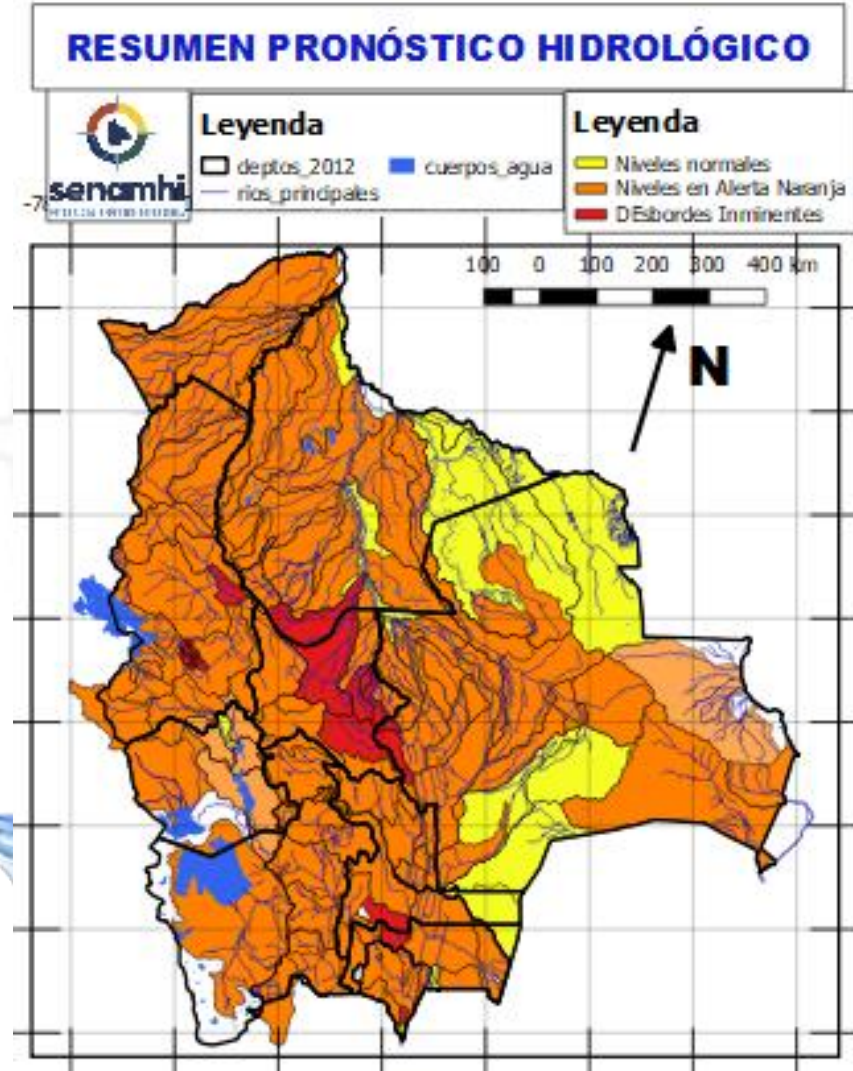 RESUMEN PRONÓSTICO HIDROLÓGICO
senamhi
Leyenda
deptos_2012
cuerpos_agua
rios_principales
Leyenda
Niveles normales
Niveles en Alerta Naranja
DEsbordes Inminentes
100 0 100 200 300 400 km
N